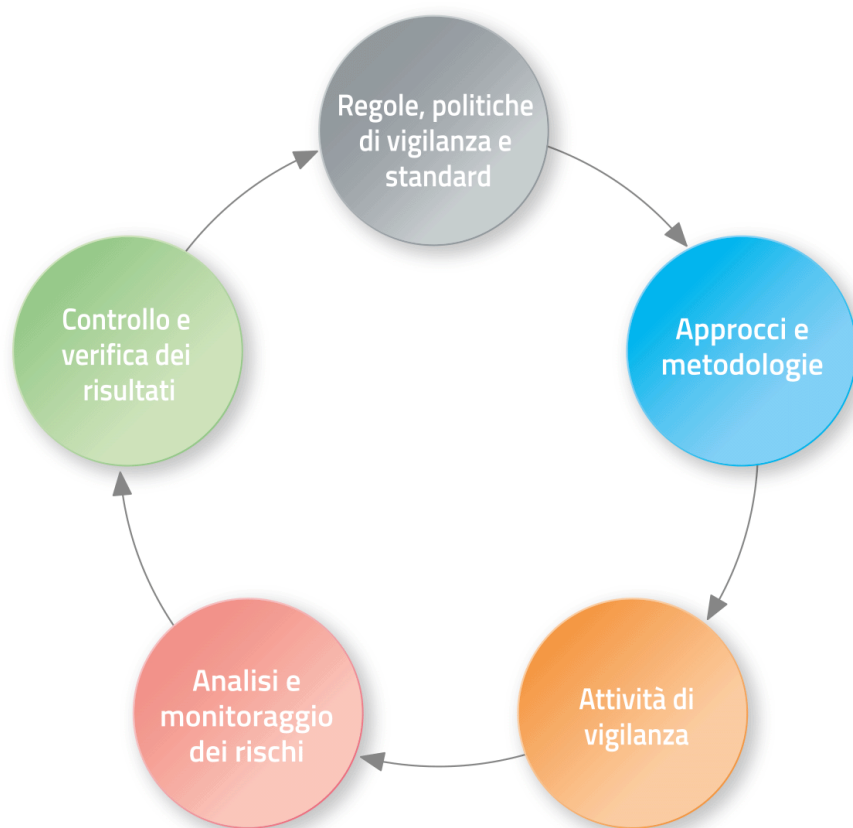 Regole, politiche
di vigilanza e
standard
Approcci e
metodologie
Attività di
vigilanza
Analisi e
monitoraggio
dei rischi
Controllo e
verifica dei
risultati